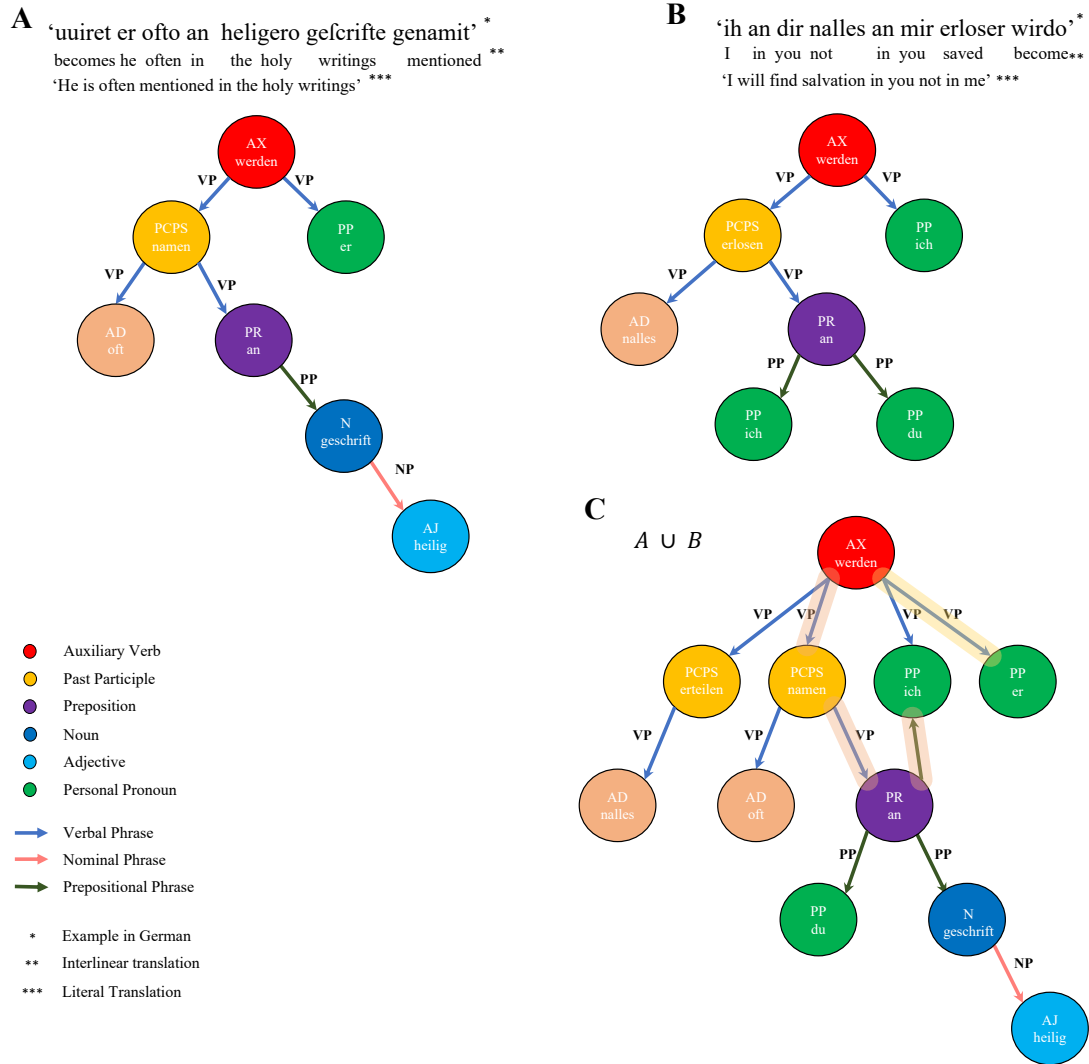 A
‘uuiret er ofto an heligero geſcrifte genamit’ *
becomes he often in the holy writings mentioned **
‘He is often mentioned in the holy writings’ ***
AX
werden
VP
VP
PCPS
namen
PP
er
VP
VP
AD
oft
PR
an
PP
N
geschrift
NP
AJ
heilig
B
‘ih an dir nalles an mir erloser wirdo’*
I in you not in you saved become**
‘I will find salvation in you not in me’ ***
AX
werden
VP
VP
PCPS
erlosen
PP
ich
VP
VP
AD
nalles
PR
an
PP
PP
PP
ich
PP
du
C
A ∪ B
AX
werden
VP
VP
VP
VP
PCPS
erteilen
PCPS
namen
PP
ich
PP
er
VP
VP
VP
AD
nalles
AD
oft
PR
an
PP
PP
PP
du
N
geschrift
NP
AJ
heilig
Auxiliary Verb
Past Participle
Preposition
Noun
Adjective
Personal Pronoun
Verbal Phrase
Nominal Phrase
Prepositional Phrase
* Example in German
** Interlinear translation
*** Literal Translation